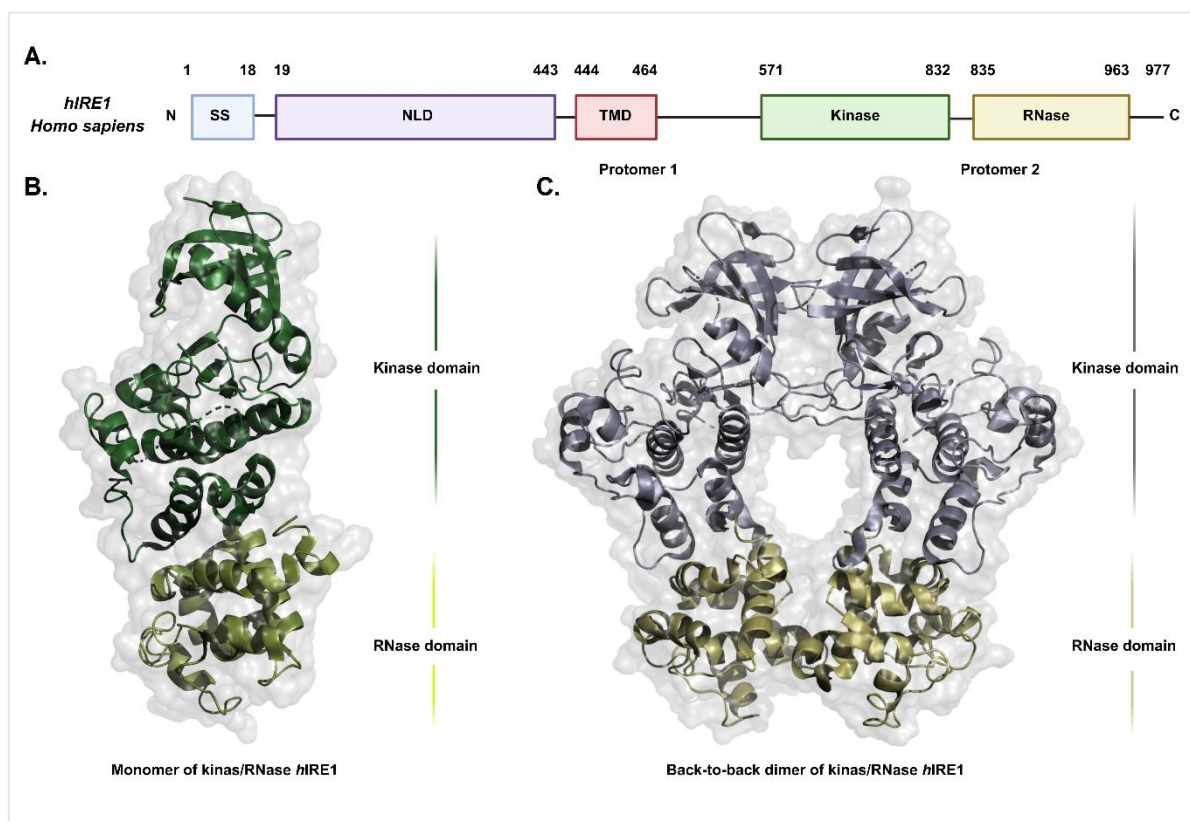 A.
1 18 19 443 444 464 571 832 835 963 977
hIRE1
Homo sapiens
N SS NLD TMD Kinase RNase C
Protomer 1 Protomer 2
B. C.
Kinase domain Kinase domain
RNase domain RNase domain
Monomer of kinas/RNase hIRE1 Back-to-back dimer of kinas/RNase hIRE1